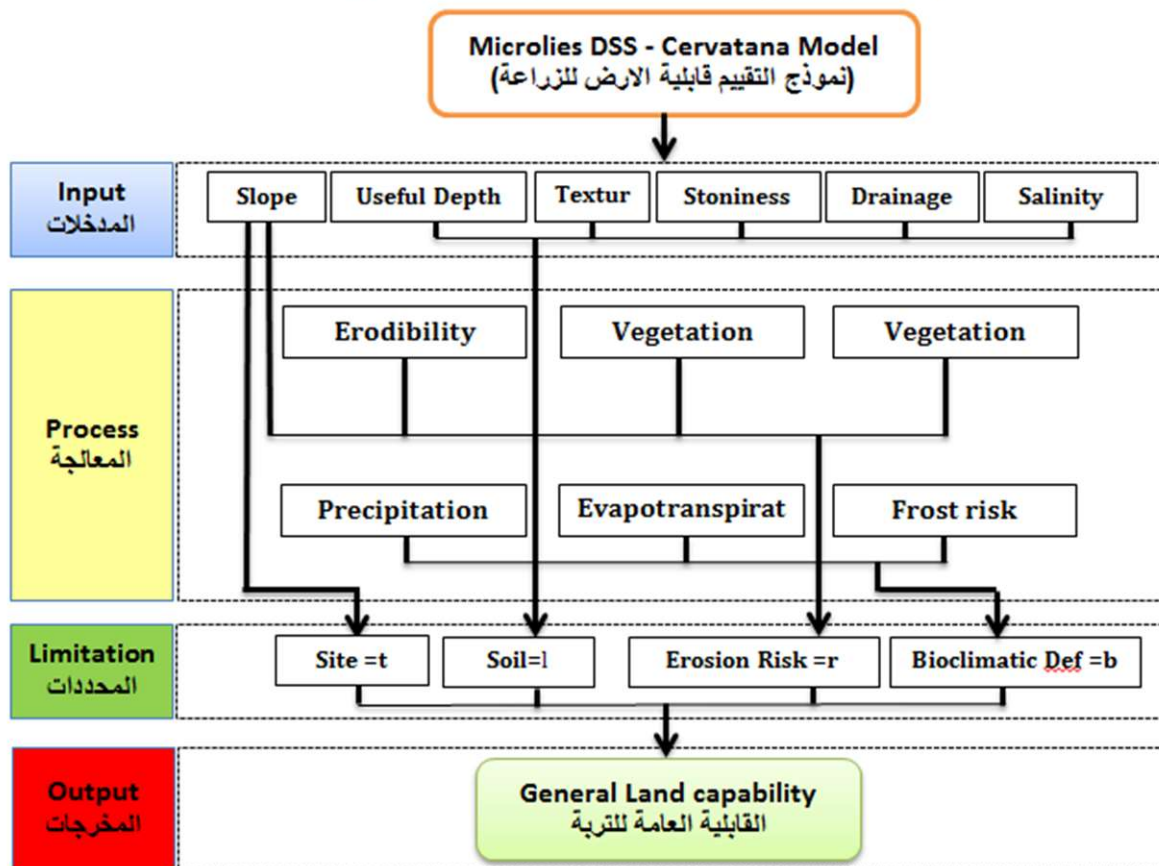 Microlies DSS - Cervatana Model
(نموذج التقييم قابلية الارض للزراعة)
Input
المدخلات
Slope
Useful Depth
Textur
Stoniness
Drainage
Salinity
Process
المعالجة
Erodibility
Vegetation
Vegetation
Precipitation
Evapotranspirat
Frost risk
Limitation
المحددات
Site =t
Soil=l
Erosion Risk =r
Bioclimatic Def =b
Output
المخرجات
General Land capability
القابلية العامة للتربة